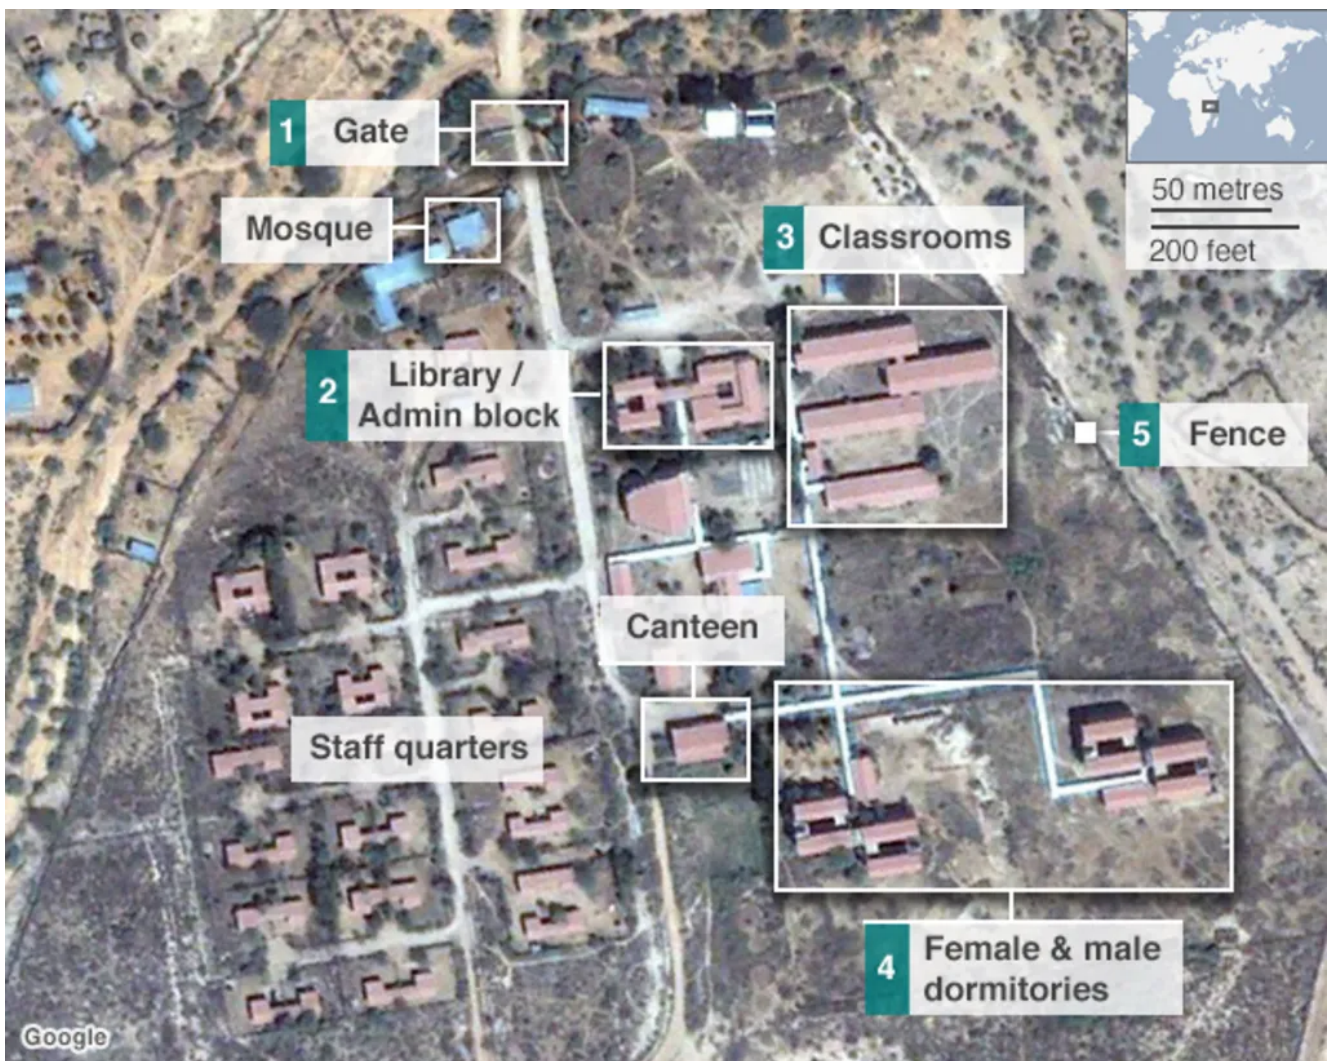 1 Gate
Mosque
50 metres
200 feet
3 Classrooms
2 Library /
Admin block
5 Fence
Canteen
Staff quarters
4 Female & male
dormitories
Google